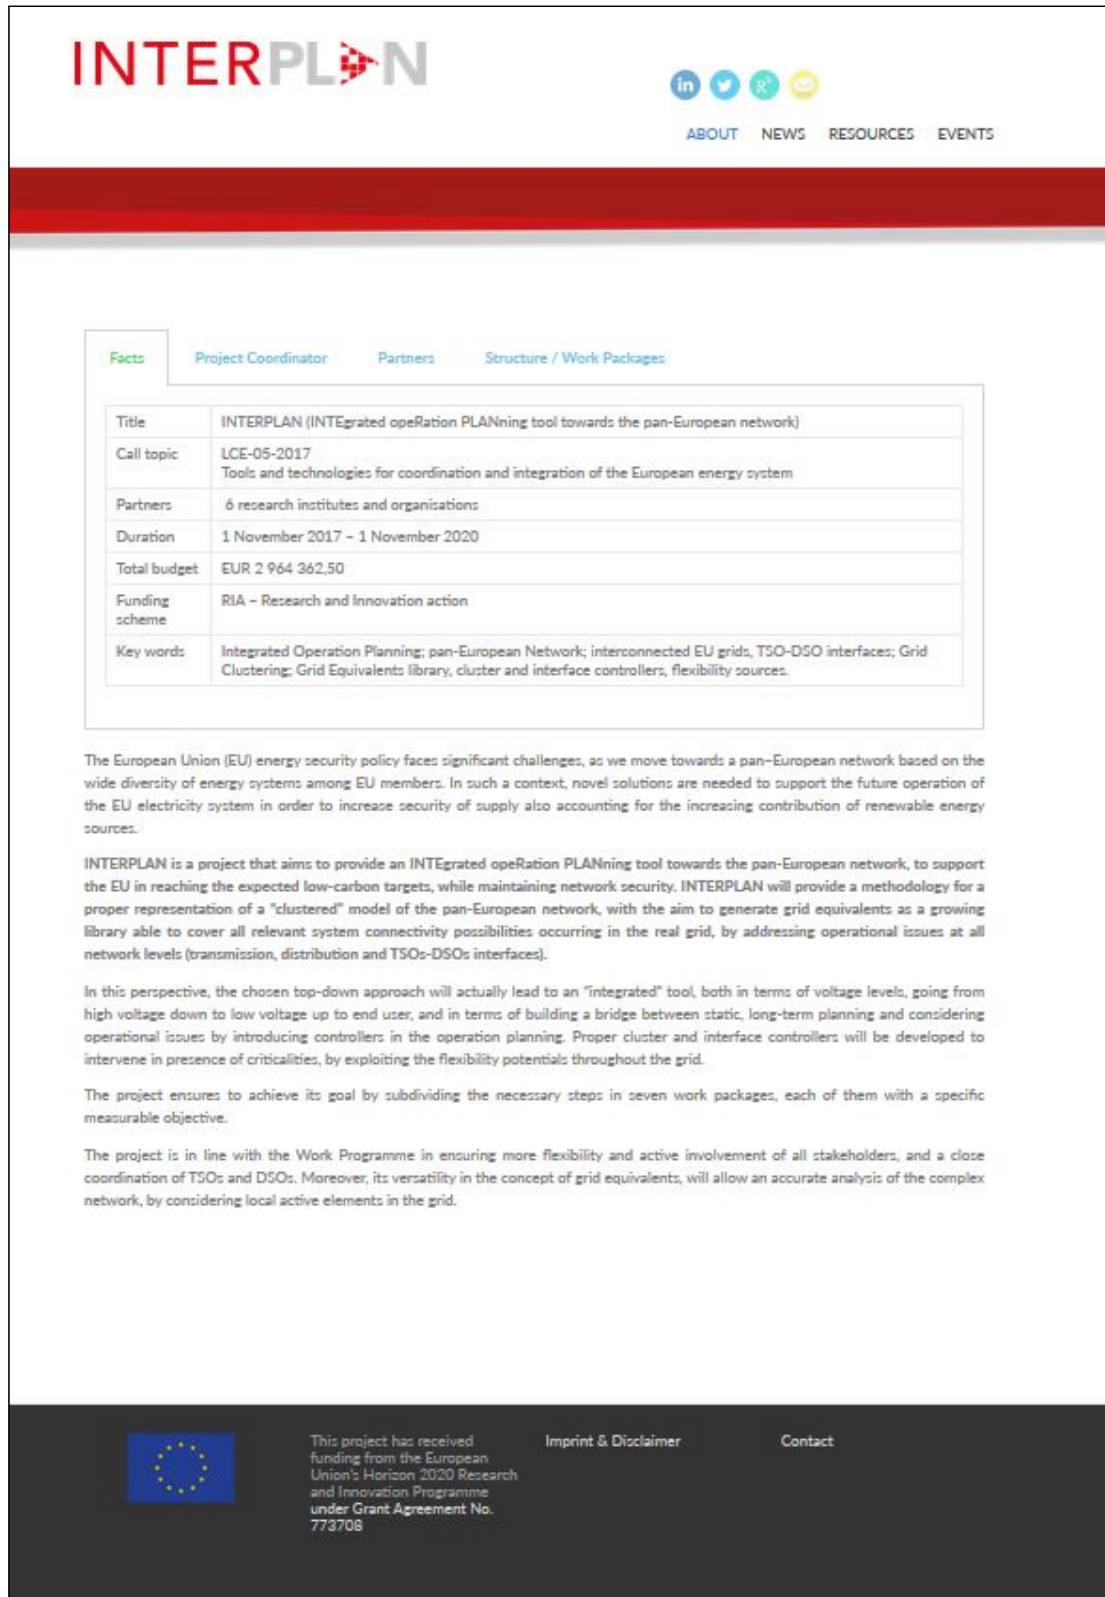 INTERPLAN
in R
ABOUT NEWS RESOURCES EVENTS
Facts Project Coordinator Partners Structure / Work Packages
Title INTERPLAN (INTEgrated opeRation PLANning tool towards the pan-European network)
Call topic LCE-05-2017
Tools and technologies for coordination and integration of the European energy system
Partners 6 research institutes and organisations
Duration 1 November 2017 – 1 November 2020
Total budget EUR 2 964 362,50
Funding RIA – Research and Innovation action
scheme
Key words Integrated Operation Planning; pan-European Network; interconnected EU grids, TSO-DSO interfaces; Grid
Clustering; Grid Equivalents library, cluster and interface controllers, flexibility sources.
The European Union (EU) energy security policy faces significant challenges, as we move towards a pan–European network based on the
wide diversity of energy systems among EU members. In such a context, novel solutions are needed to support the future operation of
the EU electricity system in order to increase security of supply also accounting for the increasing contribution of renewable energy
sources.
INTERPLAN is a project that aims to provide an INTEgrated opeRation PLANning tool towards the pan-European network, to support
the EU in reaching the expected low-carbon targets, while maintaining network security. INTERPLAN will provide a methodology for a
proper representation of a "clustered" model of the pan-European network, with the aim to generate grid equivalents as a growing
library able to cover all relevant system connectivity possibilities occurring in the real grid, by addressing operational issues at all
network levels (transmission, distribution and TSOs-DSOs interfaces).
In this perspective, the chosen top-down approach will actually lead to an "integrated" tool, both in terms of voltage levels, going from
high voltage down to low voltage up to end user, and in terms of building a bridge between static, long-term planning and considering
operational issues by introducing controllers in the operation planning. Proper cluster and interface controllers will be developed to
intervene in presence of criticalities, by exploiting the flexibility potentials throughout the grid.
The project ensures to achieve its goal by subdividing the necessary steps in seven work packages, each of them with a specific
measurable objective.
The project is in line with the Work Programme in ensuring more flexibility and active involvement of all stakeholders, and a close
coordination of TSOs and DSOs. Moreover, its versatility in the concept of grid equivalents, will allow an accurate analysis of the complex
network, by considering local active elements in the grid.
This project has received
funding from the European
Union's Horizon 2020 Research
and Innovation Programme
under Grant Agreement No.
773708
Imprint & Disclaimer
Contact